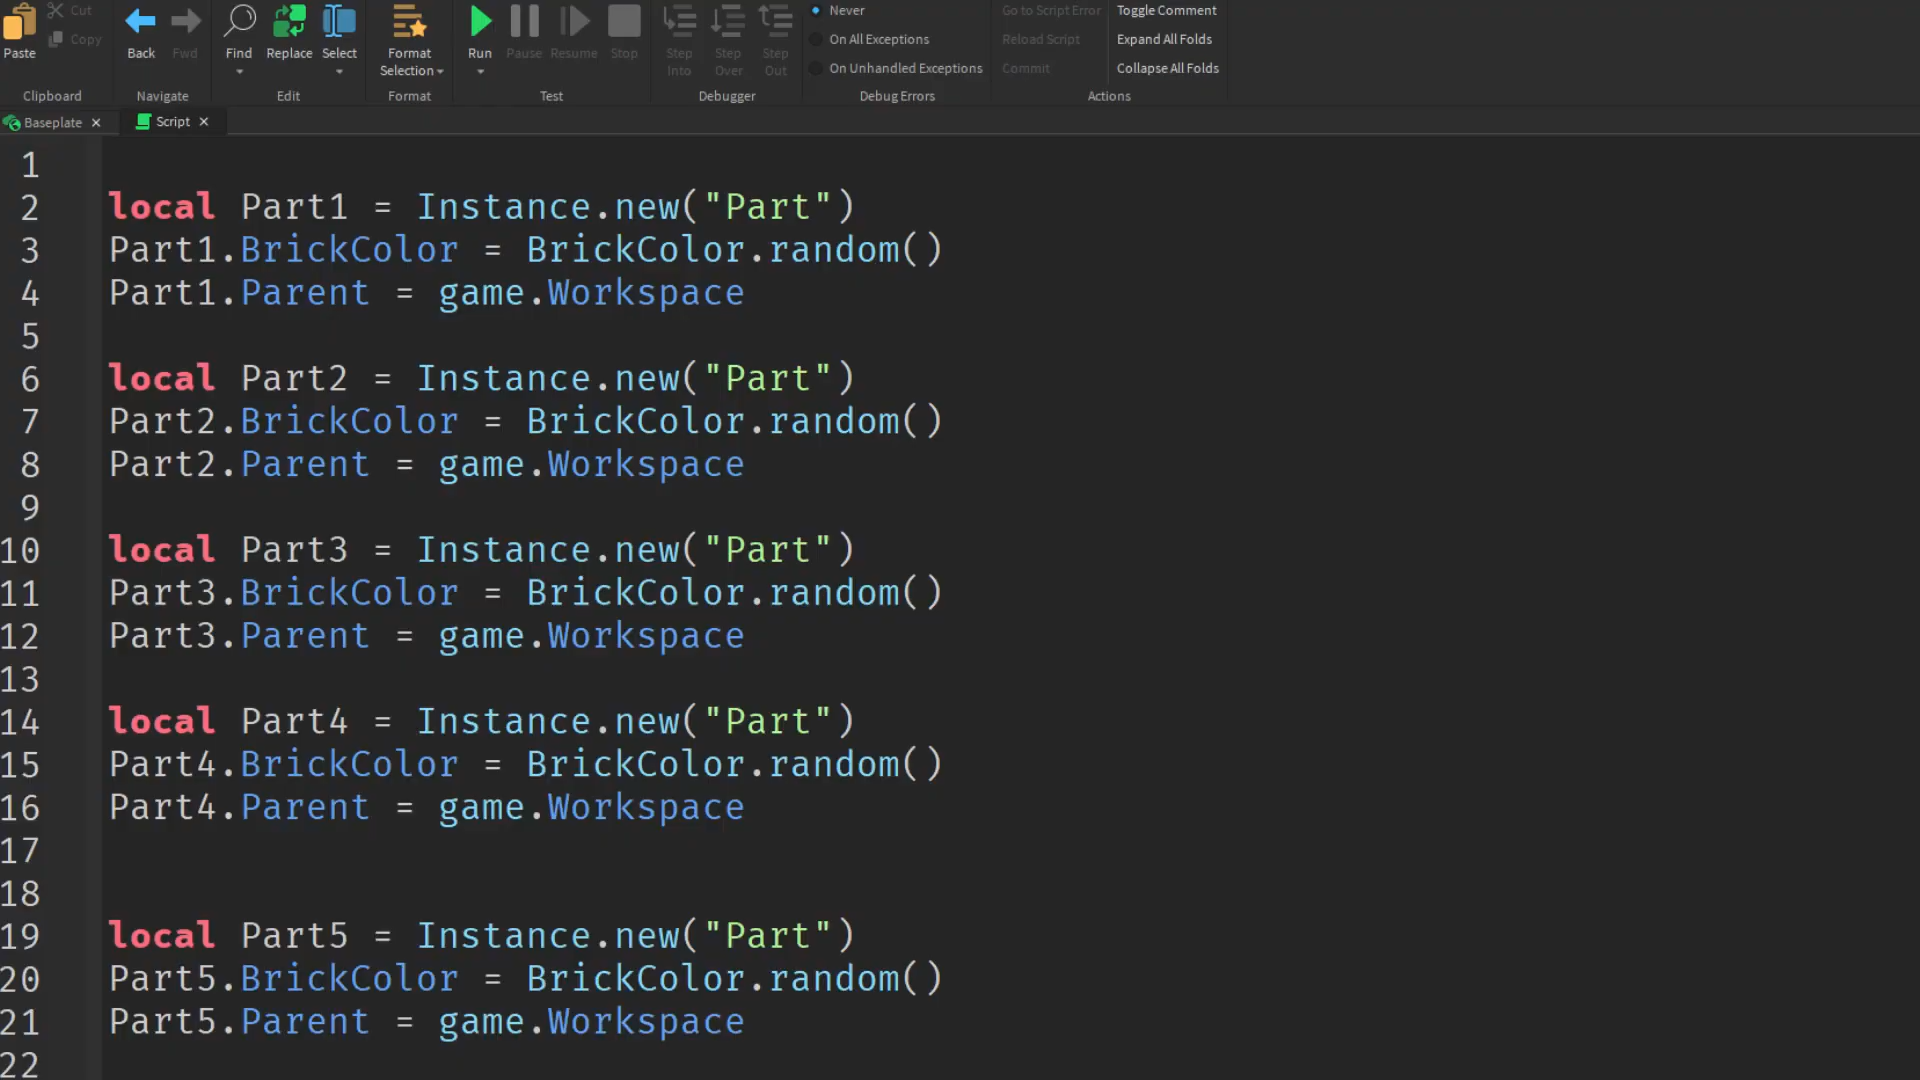 Cut
Copy
Paste
Clipboard
Back
Fwd
Navigate
Find
Replace
Select
Edit
Format
Selection
Format
Run
Pause
Resume
Stop
Test
Step
Into
Step
Over
Step
Out
Debugger
Never
On All Exceptions
On Unhandled Exceptions
Debug Errors
Go to Script Error
Reload Script
Commit
Toggle Comment
Expand All Folds
Collapse All Folds
Actions
Baseplate
Script
1
2 local Part1 = Instance.new("Part")
3 Part1.BrickColor = BrickColor.random()
4 Part1.Parent = game.Workspace
5
6 local Part2 = Instance.new("Part")
7 Part2.BrickColor = BrickColor.random()
8 Part2.Parent = game.Workspace
9
10 local Part3 = Instance.new("Part")
11 Part3.BrickColor = BrickColor.random()
12 Part3.Parent = game.Workspace
13
14 local Part4 = Instance.new("Part")
15 Part4.BrickColor = BrickColor.random()
16 Part4.Parent = game.Workspace
17
18
19 local Part5 = Instance.new("Part")
20 Part5.BrickColor = BrickColor.random()
21 Part5.Parent = game.Workspace
22